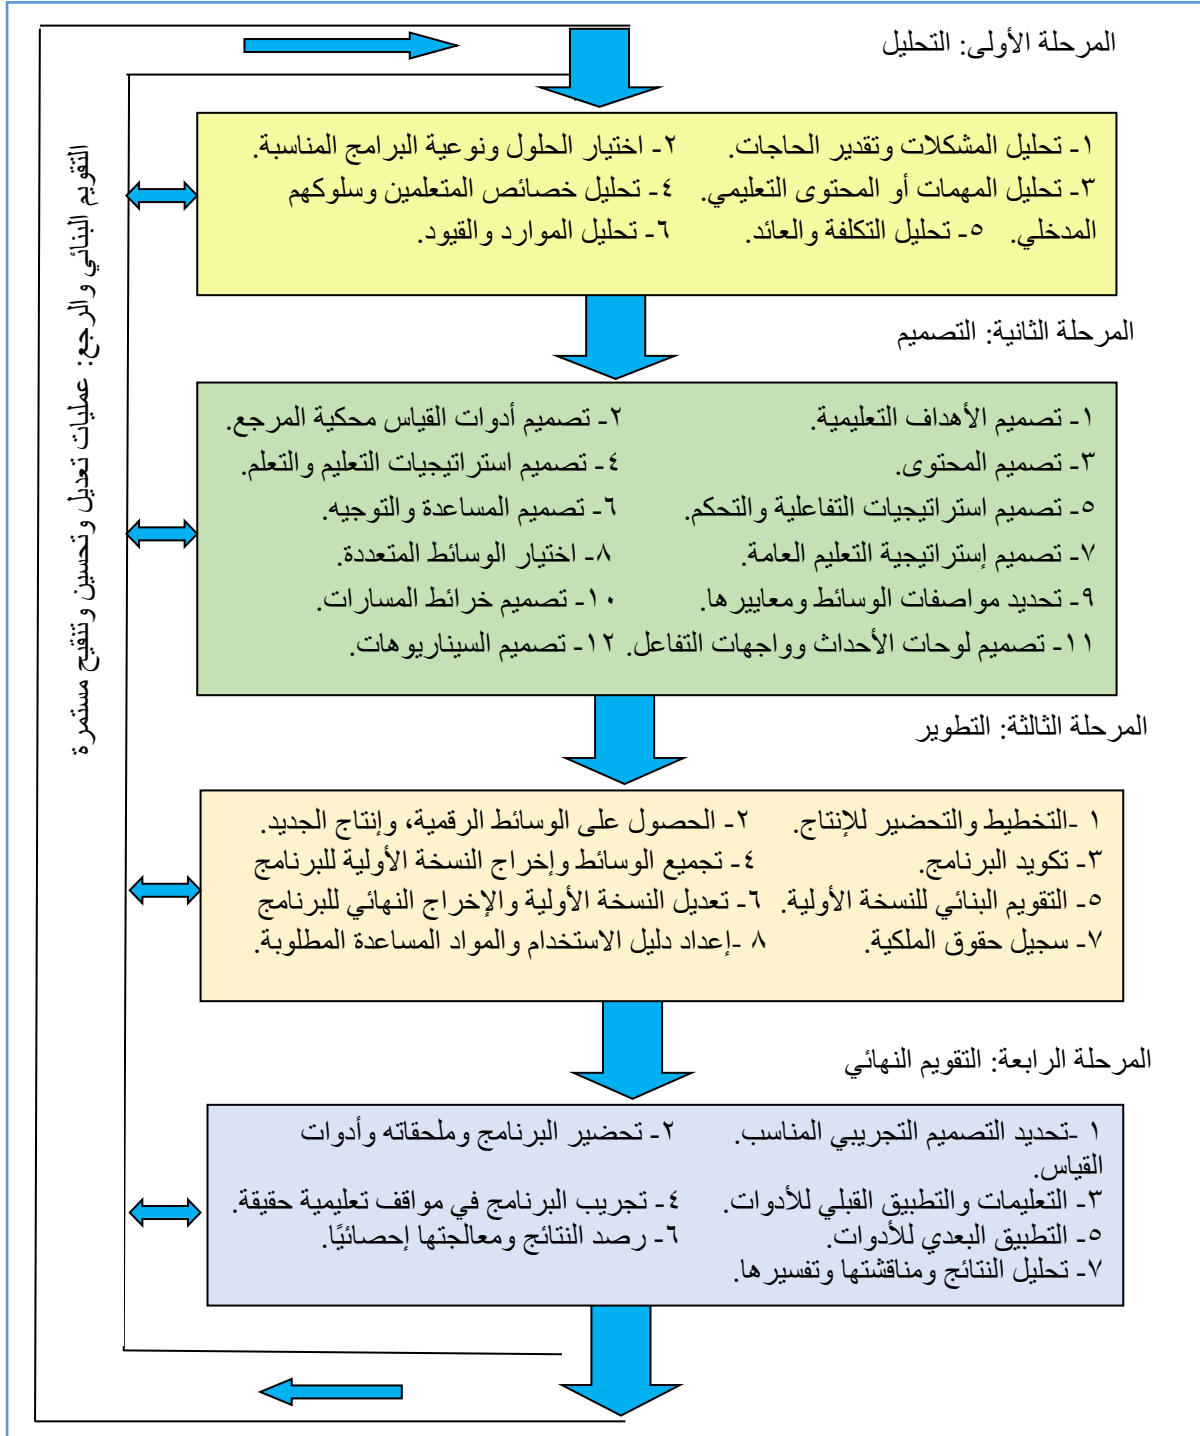 المرحلة الأولى: التحليل
١- تحليل المشكلات وتقدير الحاجات. ٢- اختيار الحلول ونوعية البرامج المناسبة.
٣- تحليل المهمات أو المحتوى التعليمي. ٤- تحليل خصائص المتعلمين وسلوكهم
المدخلي. ٥- تحليل التكلفة والعائد. ٦- تحليل الموارد والقيود.
المرحلة الثانية: التصميم
١- تصميم الأهداف التعليمية. ٢- تصميم أدوات القياس محكية المرجع.
٣- تصميم المحتوى. ٤- تصميم استراتيجيات التعليم والتعلم.
٥- تصميم استراتيجيات التفاعلية والتحكم. ٦- تصميم المساعدة والتوجيه.
٧- تصميم إستراتيجية التعليم العامة. ٨- اختيار الوسائط المتعددة.
٩- تحديد مواصفات الوسائط ومعاييرها. ١٠- تصميم خرائط المسارات.
١١- تصميم لوحات الأحداث وواجهات التفاعل. ١٢- تصميم السيناريوهات.
المرحلة الثالثة: التطوير
١ -التخطيط والتحضير للإنتاج. ٢- الحصول على الوسائط الرقمية، وإنتاج الجديد.
٣- تكويد البرنامج. ٤- تجميع الوسائط وإخراج النسخة الأولية للبرنامج
٥- التقويم البنائي للنسخة الأولية. ٦- تعديل النسخة الأولية والإخراج النهائي للبرنامج
٧- سجيل حقوق الملكية. ٨ -إعداد دليل الاستخدام والمواد المساعدة المطلوبة.
المرحلة الرابعة: التقويم النهائي
١ -تحديد التصميم التجريبي المناسب. ٢- تحضير البرنامج وملحقاته وأدوات
القياس.
٣- التعليمات والتطبيق القبلي للأدوات. ٤- تجريب البرنامج في مواقف تعليمية حقيقة.
٥- التطبيق البعدي للأدوات. ٦- رصد النتائج ومعالجتها إحصائيًا.
٧- تحليل النتائج ومناقشتها وتفسيرها.
التقويم البنائي والرجع: عمليات تعديل وتحسين وتنقيح مستمرة